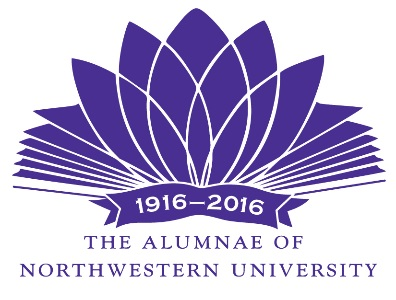 1916–2016
THE ALUMNAE OF
NORTHWESTERN UNIVERSITY